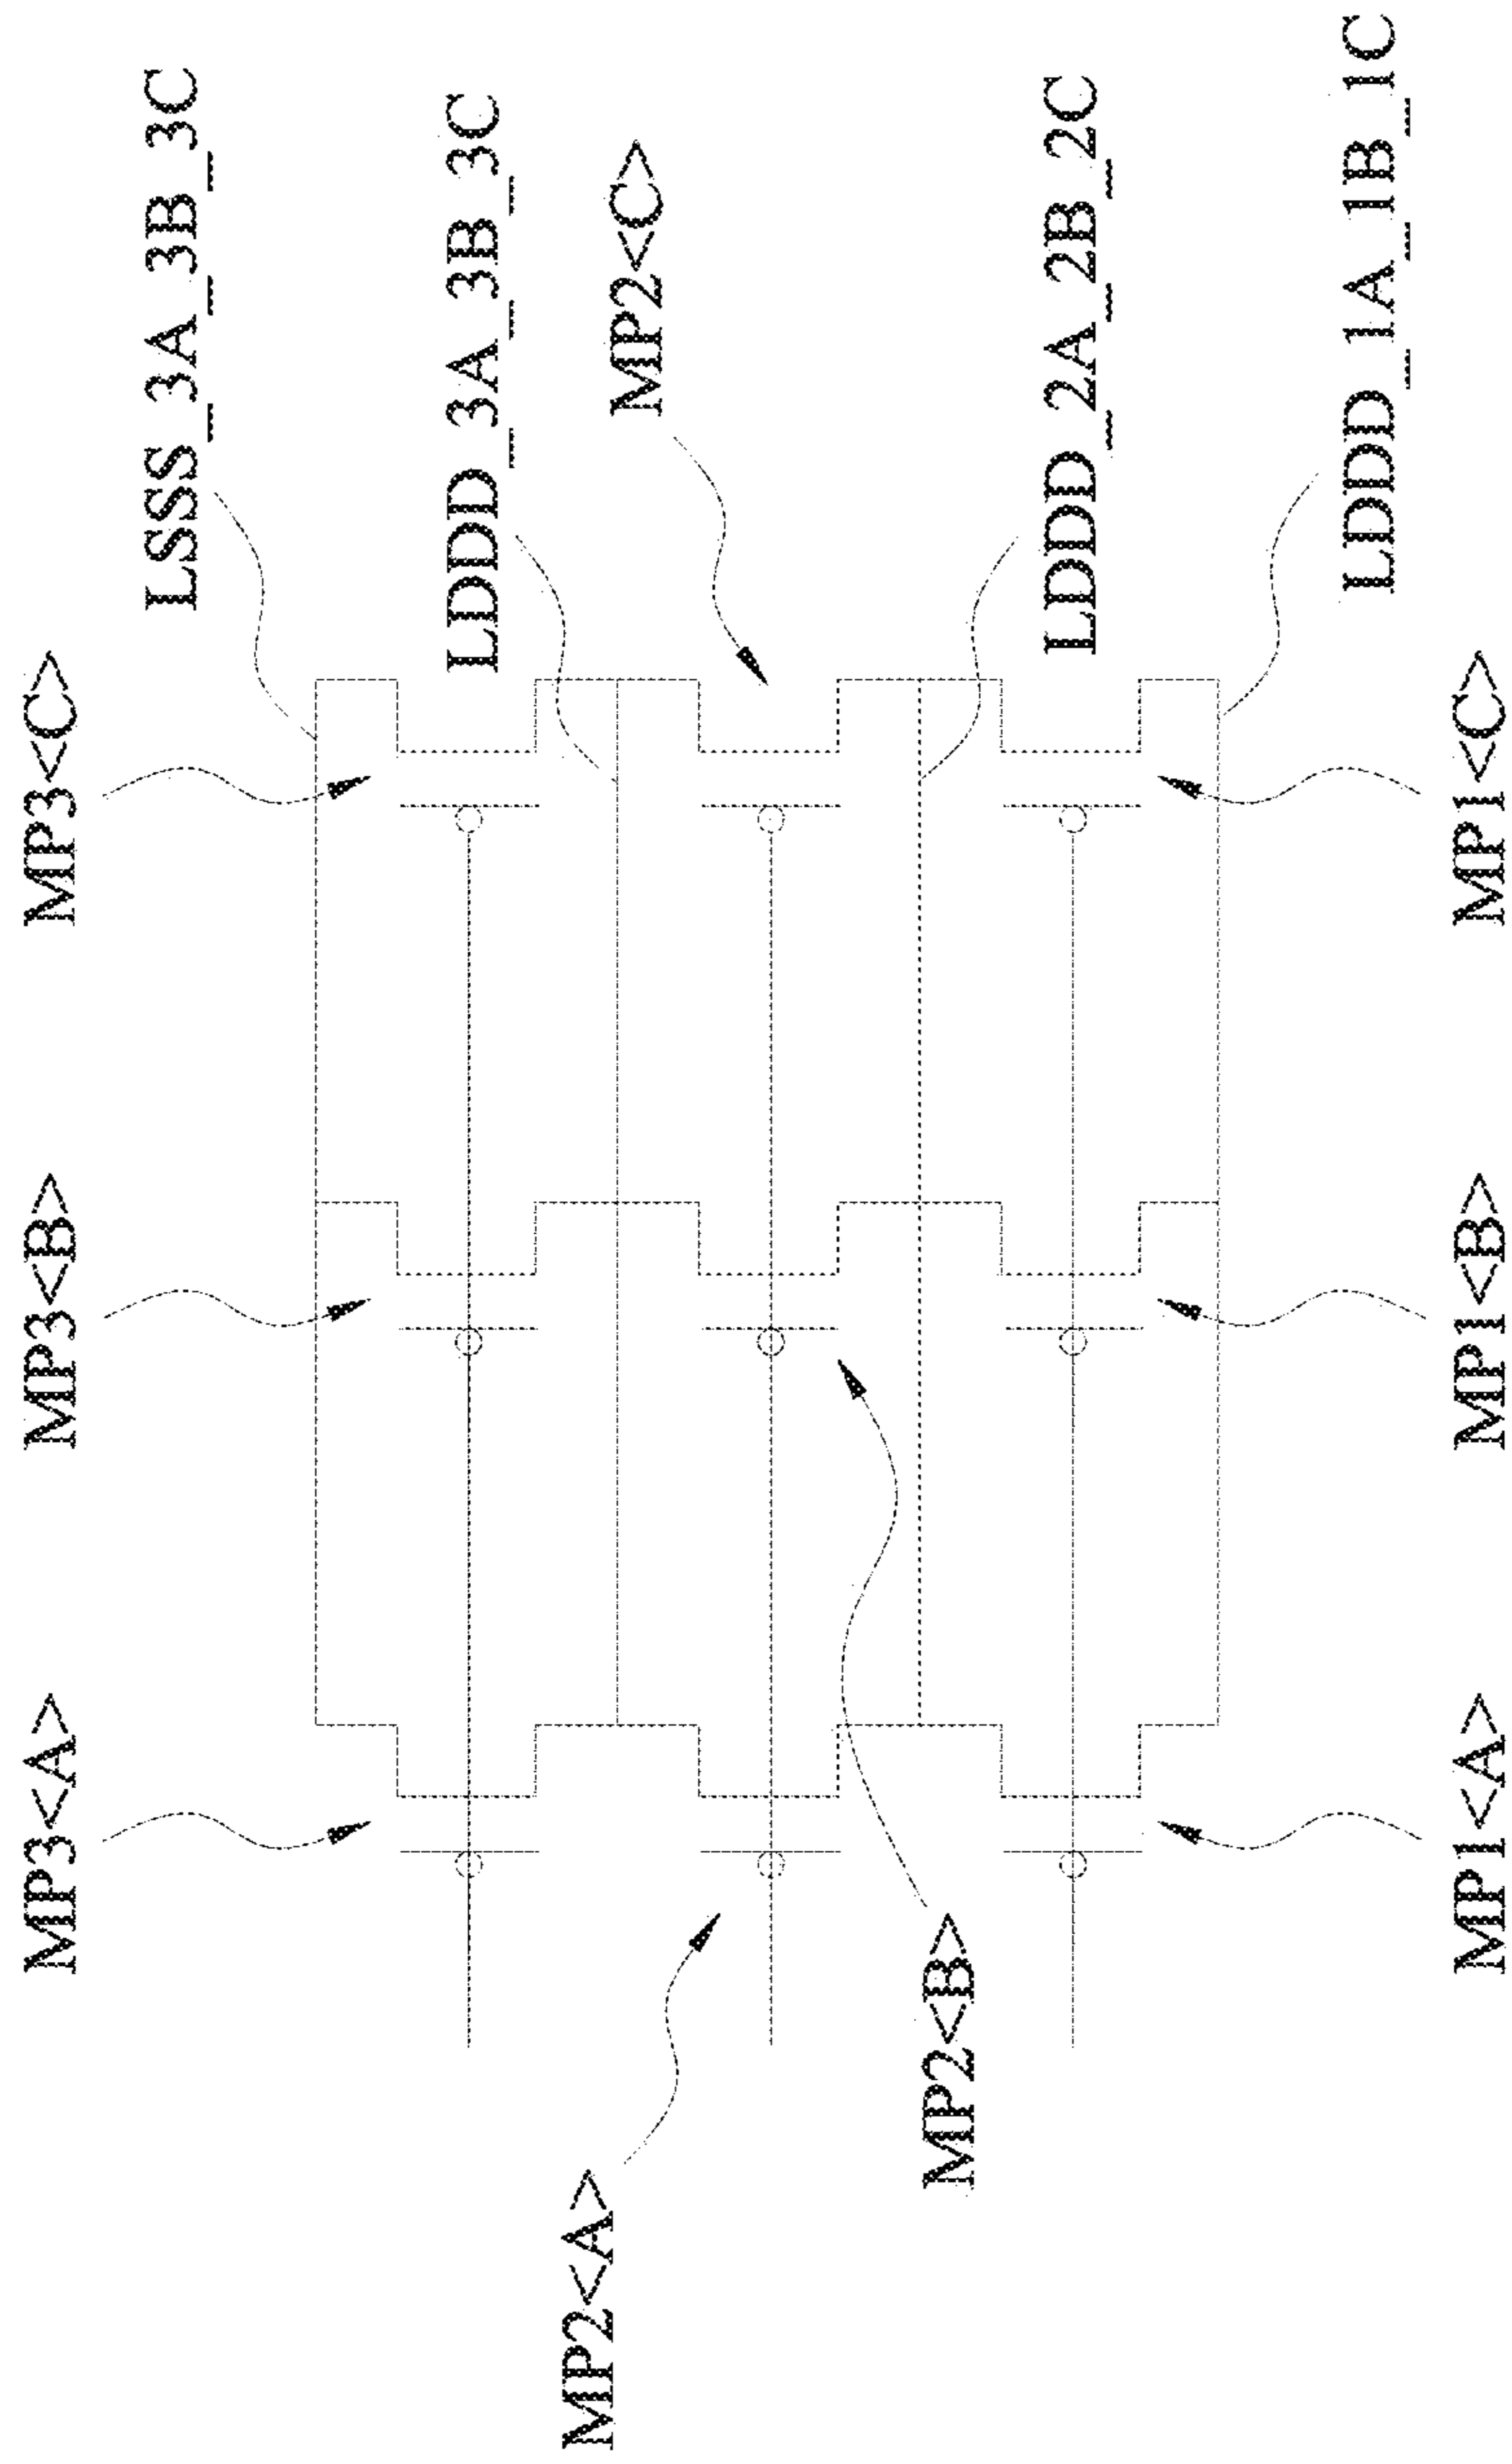 MP3<A>
MP3<B>
MP3<C>
LSSS_3A_3B_3C
LDDD_3A_3B_3C
MP2<A>
MP2<C>
MP2<B>
LDDD_2A_2B_2C
LDDD_1A_1B_1C
MP1<A>
MP1<B>
MP1<C>